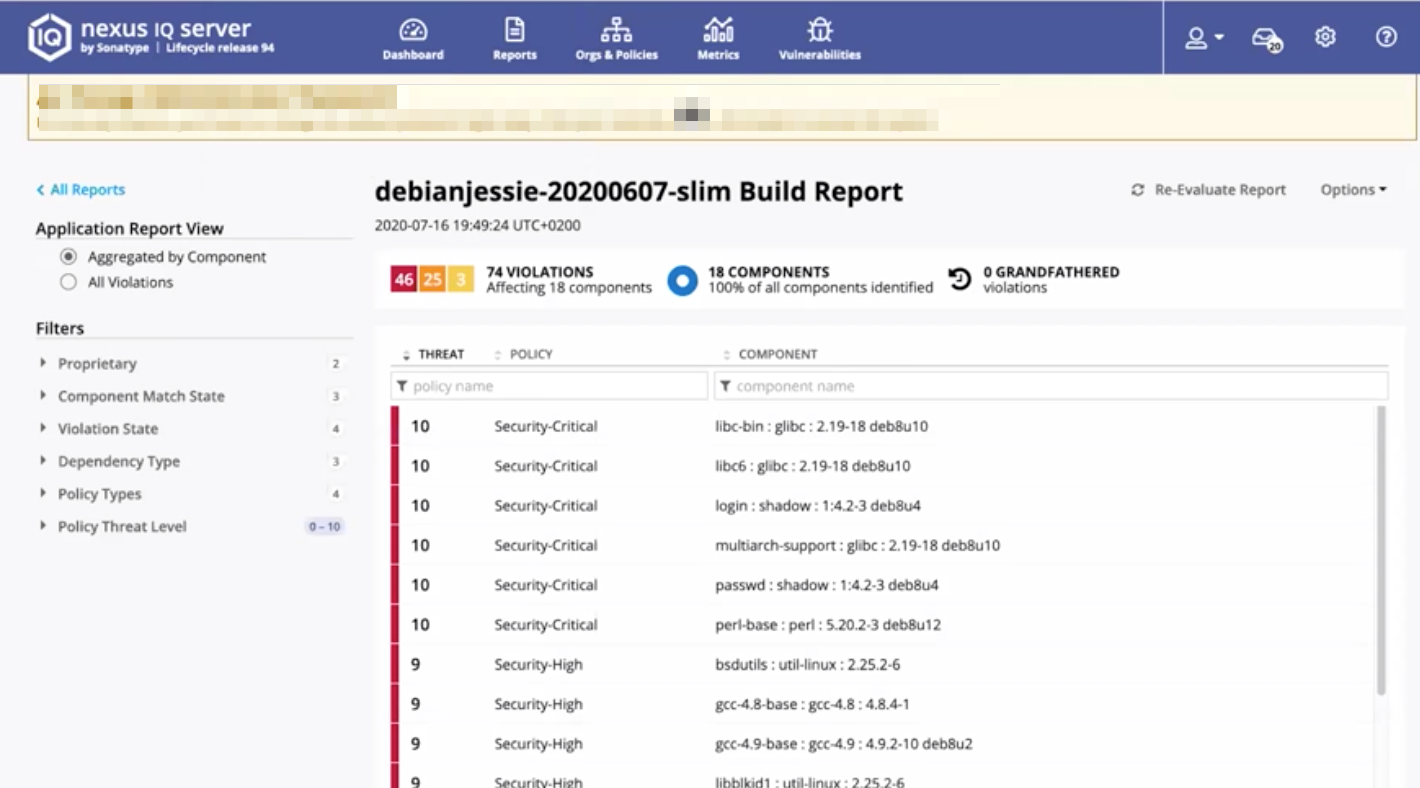 IQ nexus IQ server
by Sonatype | Lifecycle release 94
Dashboard
Reports
Orgs & Policies
Metrics
Vulnerabilities
20
All Reports
Application Report View
Aggregated by Component
All Violations
Filters
Proprietary 2
Component Match State 3
Violation State 4
Dependency Type 3
Policy Types 4
Policy Threat Level 0 – 10
debianjessie-20200607-slim Build Report
Re-Evaluate Report
Options
2020-07-16 19:49:24 UTC+0200
46 25 3
74 VIOLATIONS
Affecting 18 components
18 COMPONENTS
100% of all components identified
0 GRANDFATHERED
violations
THREAT POLICY COMPONENT
policy name component name
10 Security-Critical libc-bin : glibc : 2.19-18 deb8u10
10 Security-Critical libc6 : glibc : 2.19-18 deb8u10
10 Security-Critical login : shadow : 1:4.2-3 deb8u4
10 Security-Critical multiarch-support : glibc : 2.19-18 deb8u10
10 Security-Critical passwd : shadow : 1:4.2-3 deb8u4
10 Security-Critical perl-base : perl : 5.20.2-3 deb8u12
9 Security-High bsdutils : util-linux : 2.25.2-6
9 Security-High gcc-4.8-base : gcc-4.8 : 4.8.4-1
9 Security-High gcc-4.9-base : gcc-4.9 : 4.9.2-10 deb8u2
9 Security-High libblkid1 : util-linux : 2.25.2-6